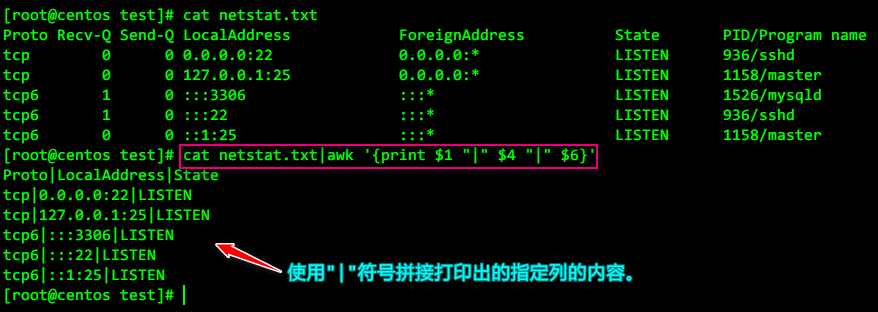 [root@centos test]# cat netstat.txt
Proto Recv-Q Send-Q LocalAddress ForeignAddress State PID/Program name
tcp 0 0 0.0.0.0:22 0.0.0.0:* LISTEN 936/sshd
tcp 0 0 127.0.0.1:25 0.0.0.0:* LISTEN 1158/master
tcp6 1 0 :::3306 :::* LISTEN 1526/mysqld
tcp6 1 0 :::22 :::* LISTEN 936/sshd
tcp6 0 0 ::1:25 :::* LISTEN 1158/master
[root@centos test]# cat netstat.txt|awk '{print $1 "|" $4 "|" $6}'
Proto|LocalAddress|State
tcp|0.0.0.0:22|LISTEN
tcp|127.0.0.1:25|LISTEN
tcp6|:::3306|LISTEN
tcp6|:::22|LISTEN
tcp6|::1:25|LISTEN
使用"|"符号拼接打印出的指定列的内容。
[root@centos test]#